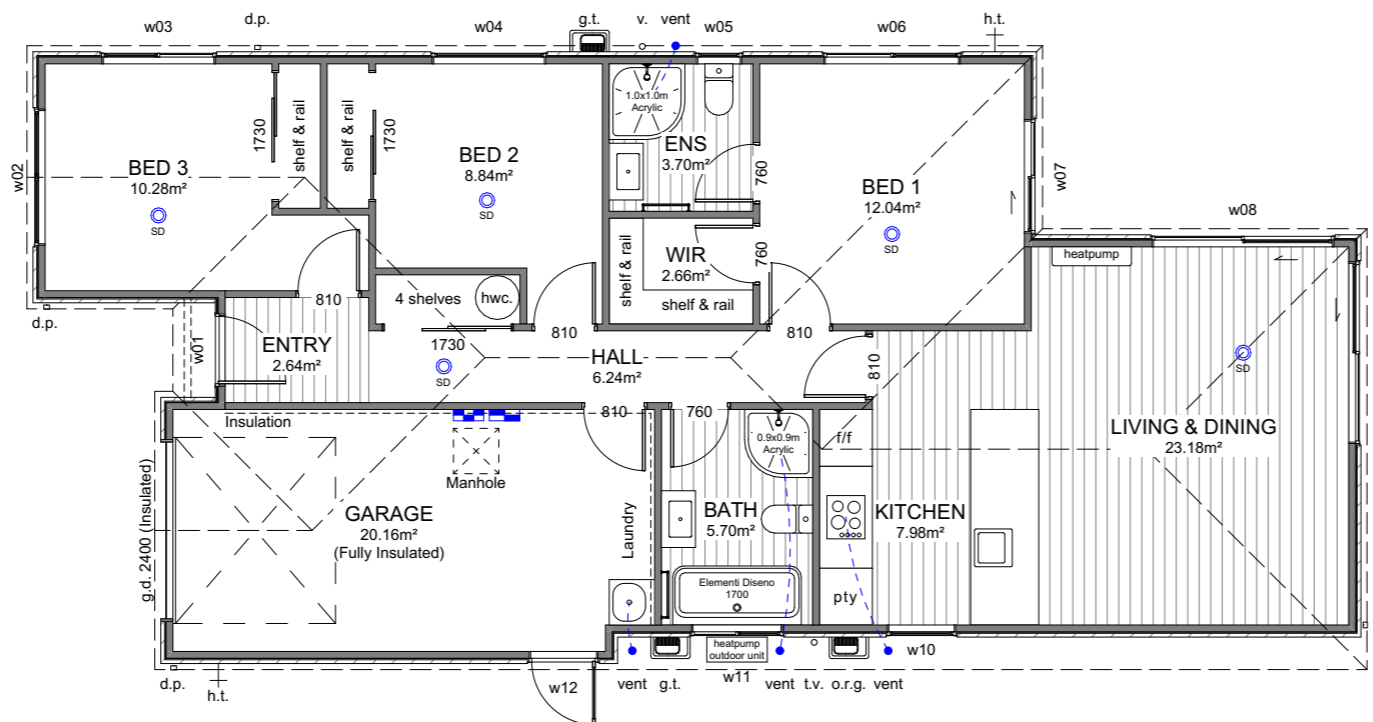 d.p.
g.t.
v.
vent
h.t.
w03
w04
w05
w06
1.0x1.0m
Acrylic
1730
shelf & rail
shelf & rail
1730
BED 3
10.28m²
SD
BED 2
8.84m²
SD
ENS
3.70m²
760
BED 1
12.04m²
SD
w02
w07
w08
WIR
2.66m²
760
shelf & rail
shelf & rail
heatpump
4 shelves
hwc.
810
d.p.
w01
ENTRY
2.64m²
1730
SD
810
HALL
6.24m²
810
810
SD
Insulation
810
760
0.9x0.9m
Acrylic
f/f
LIVING & DINING
23.18m²
Manhole
g.d. 2400 (Insulated)
GARAGE
20.16m²
(Fully Insulated)
Laundry
BATH
5.70m²
KITCHEN
7.98m²
Elementi Diseno
1700
pty
heatpump
outdoor unit
w10
w11
d.p.
h.t.
w12
vent
g.t.
vent
t.v.
o.r.g.
vent